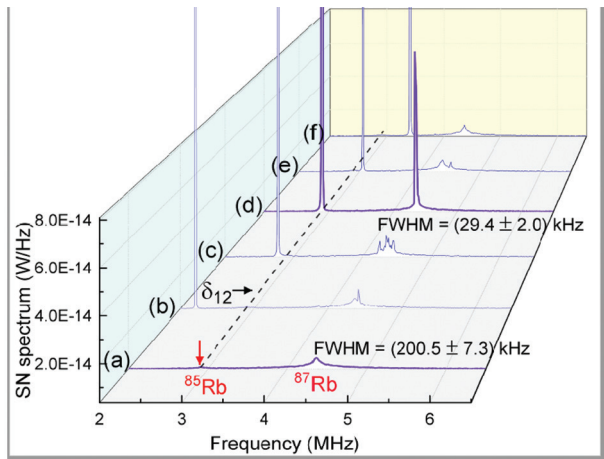 (f)
(e)
(d)
FWHM = (29.4 ± 2.0) kHz
(c)
δ₁₂
(b)
(a)
FWHM = (200.5 ± 7.3) kHz
⁸⁵Rb
⁸⁷Rb
8.0E-14
6.0E-14
4.0E-14
2.0E-14
SN spectrum (W/Hz)
2 3 4 5 6
Frequency (MHz)